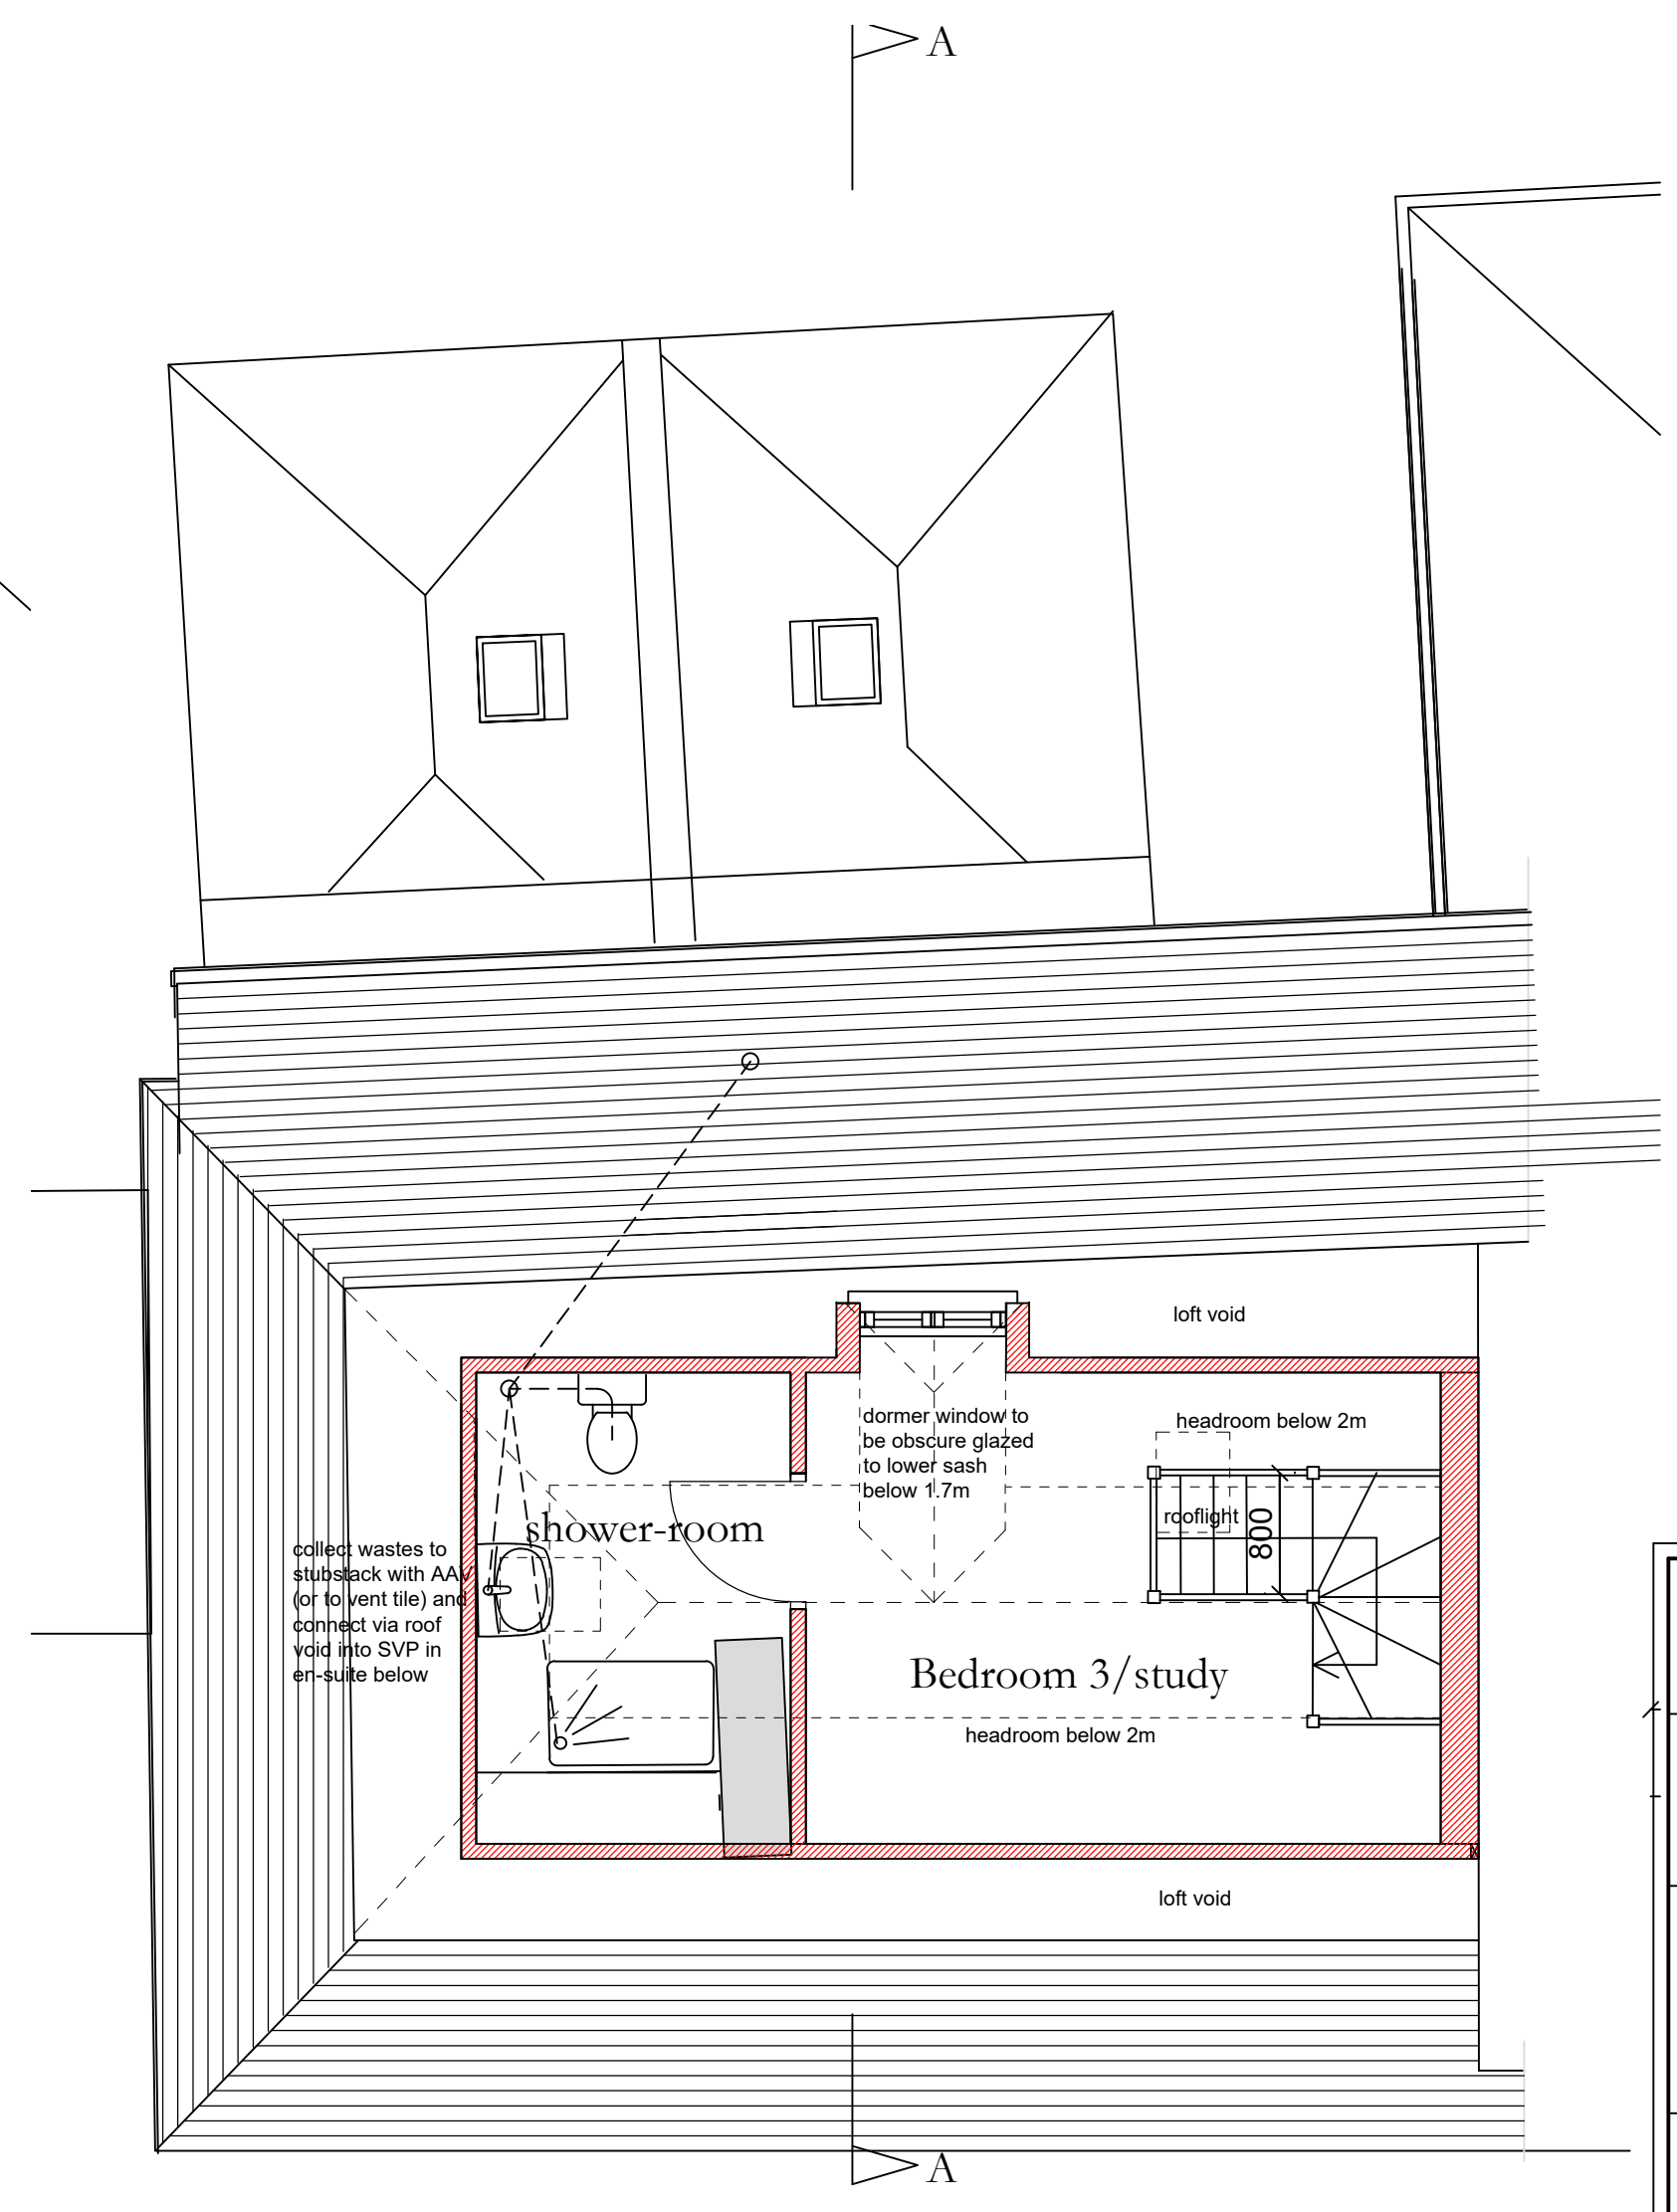 A
loft void
dormer window to
be obscure glazed
to lower sash
below 1.7m
headroom below 2m
rooflight
800
shower-room
collect wastes to
stubstack with AAV
(or to vent tile) and
connect via roof
void into SVP in
en-suite below
Bedroom 3/study
headroom below 2m
loft void
A